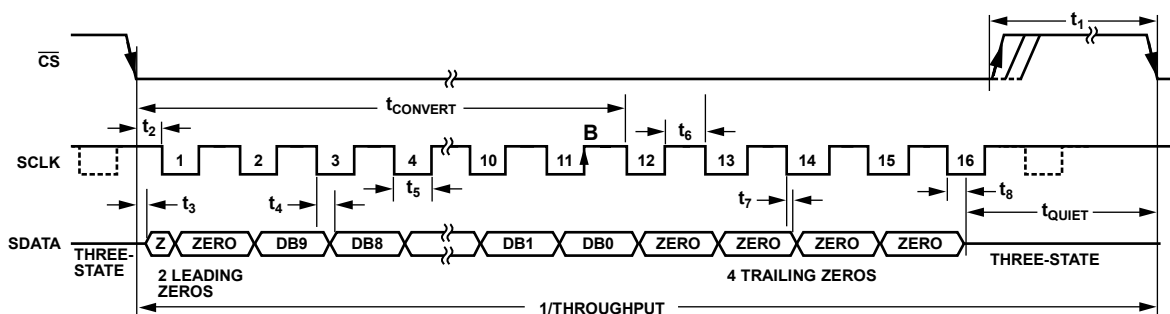 t1
CS
tCONVERT
t2
B
t6
SCLK
1 2 3 4 10 11 12 13 14 15 16
t3
t4
t5
t7
t8
tQUIET
SDATA
Z ZERO DB9 DB8 DB1 DB0 ZERO ZERO ZERO ZERO
THREE-
STATE
2 LEADING
ZEROS
4 TRAILING ZEROS
THREE-STATE
1/THROUGHPUT